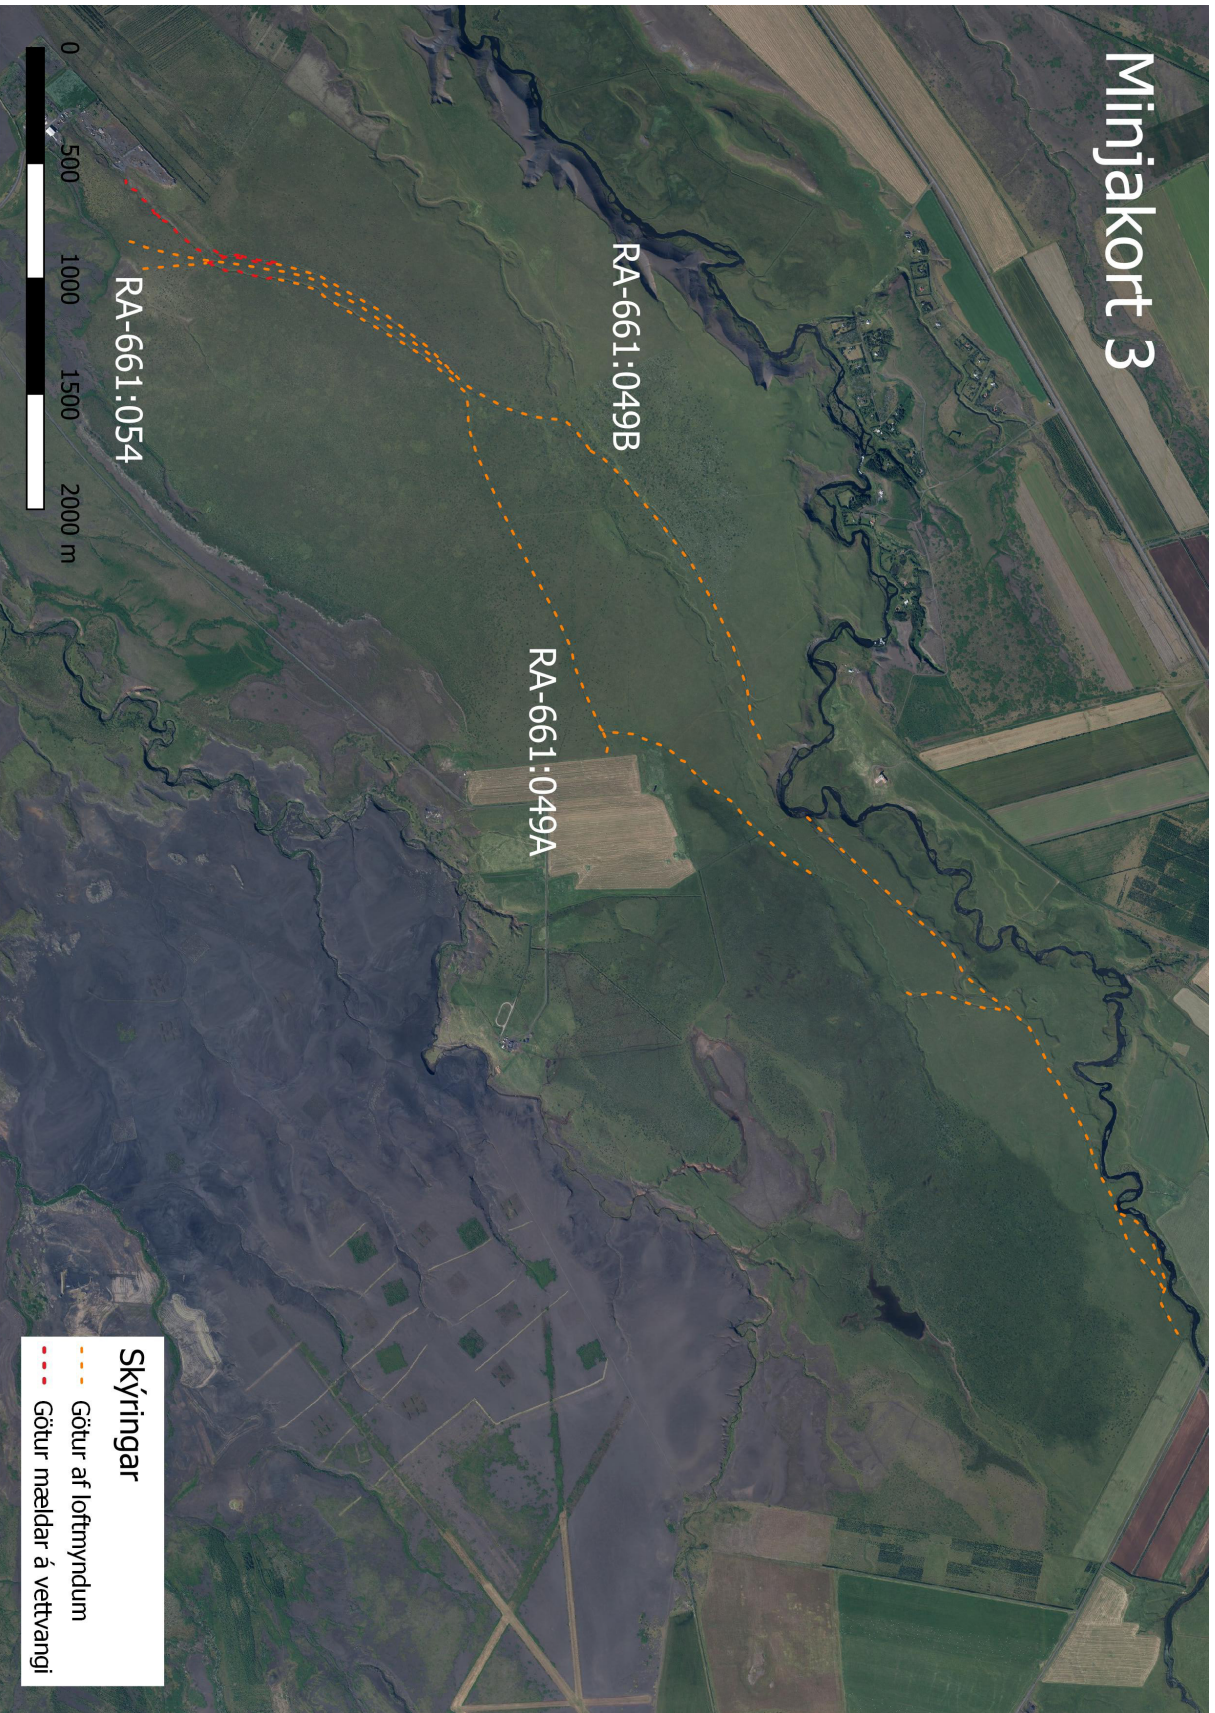 Minjakort 3
RA-661:049B
RA-661:049A
RA-661:054
0 500 1000 1500 2000 m
Skýringar
Götur af loftmyndum
Götur mældar á vettvangi